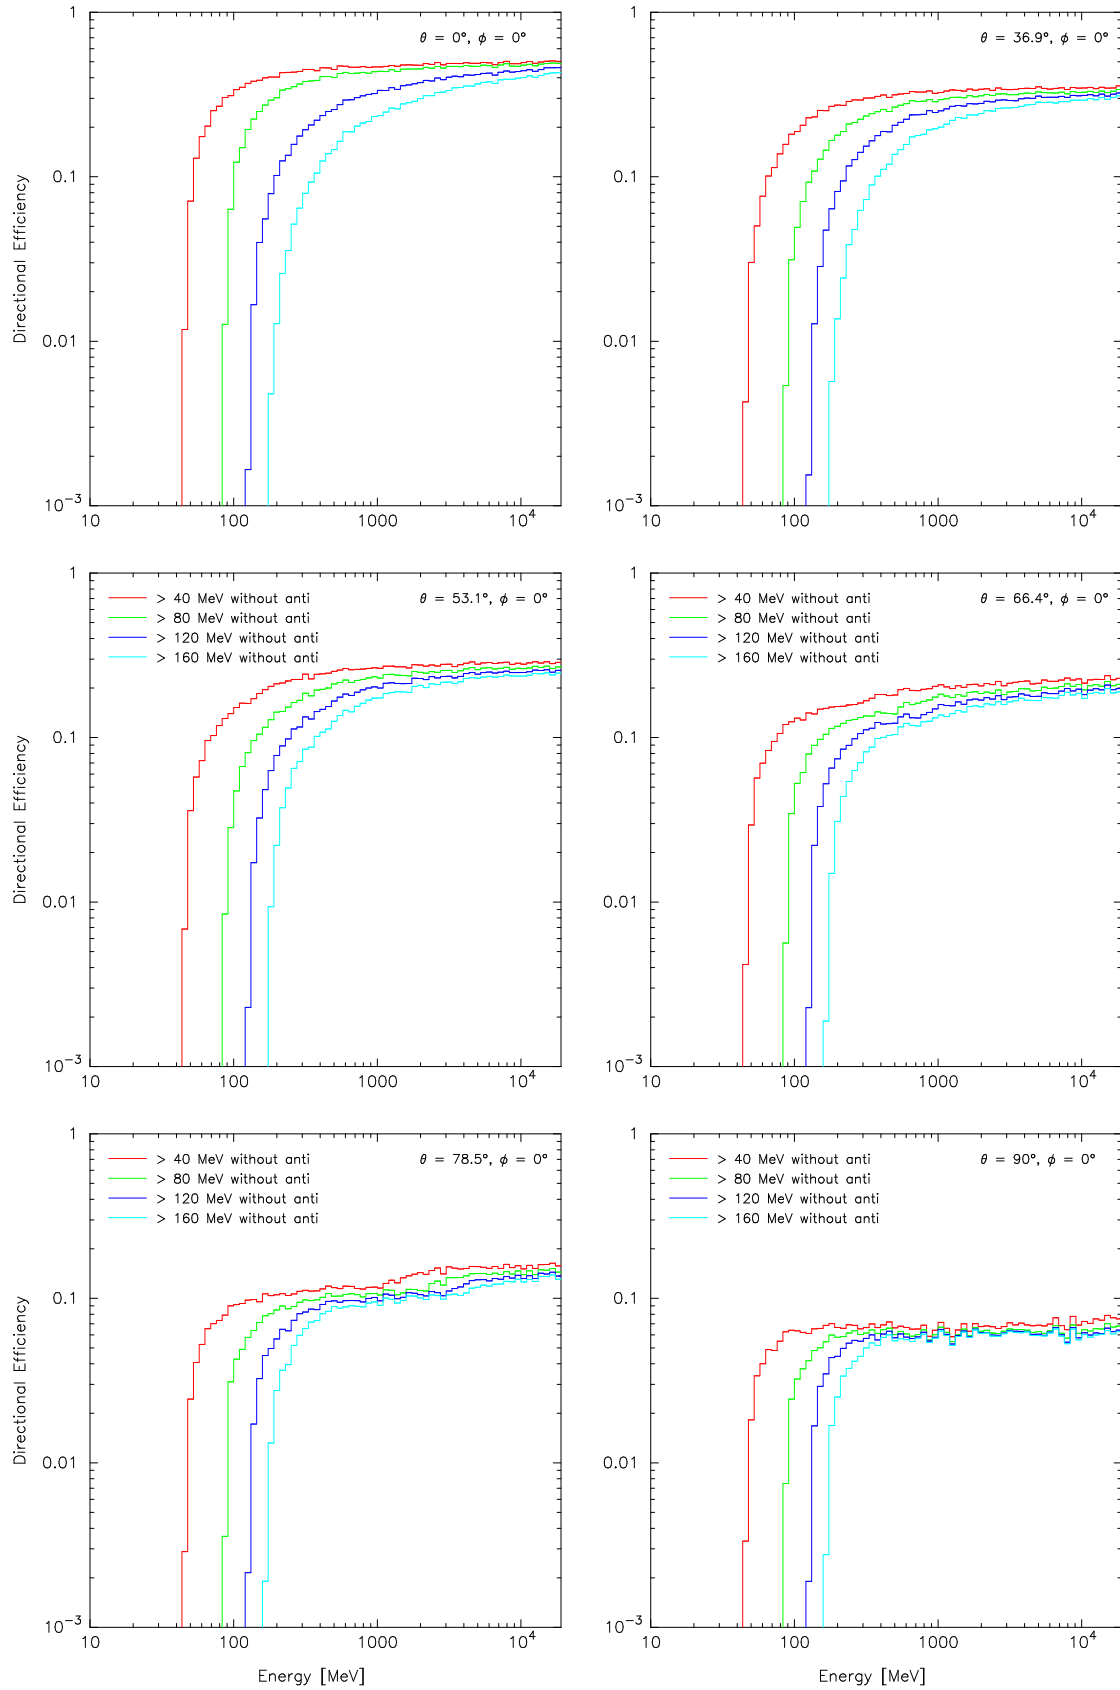 θ = 0°, φ = 0°
1
0.1
0.01
10⁻³
10 100 1000 10⁴
Directional Efficiency
θ = 36.9°, φ = 0°
1
0.1
0.01
10⁻³
10 100 1000 10⁴
θ = 53.1°, φ = 0°
> 40 MeV without anti
> 80 MeV without anti
> 120 MeV without anti
> 160 MeV without anti
1
0.1
0.01
10⁻³
10 100 1000 10⁴
Directional Efficiency
θ = 66.4°, φ = 0°
> 40 MeV without anti
> 80 MeV without anti
> 120 MeV without anti
> 160 MeV without anti
1
0.1
0.01
10⁻³
10 100 1000 10⁴
θ = 78.5°, φ = 0°
> 40 MeV without anti
> 80 MeV without anti
> 120 MeV without anti
> 160 MeV without anti
1
0.1
0.01
10⁻³
10 100 1000 10⁴
Directional Efficiency
Energy [MeV]
θ = 90°, φ = 0°
> 40 MeV without anti
> 80 MeV without anti
> 120 MeV without anti
> 160 MeV without anti
1
0.1
0.01
10⁻³
10 100 1000 10⁴
Energy [MeV]